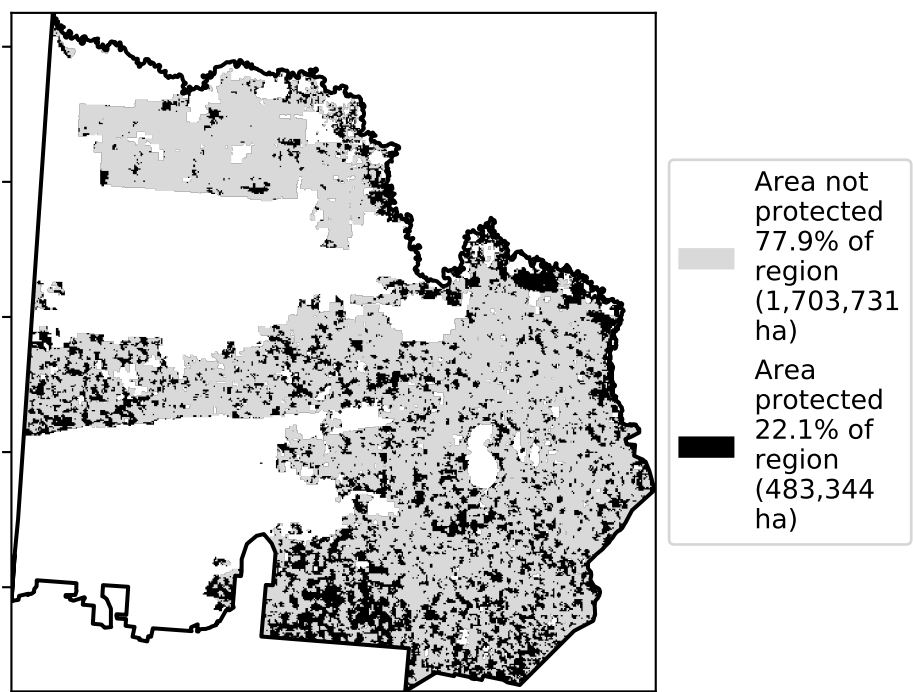 Area not
protected
77.9% of
region
(1,703,731
ha)
Area
protected
22.1% of
region
(483,344
ha)